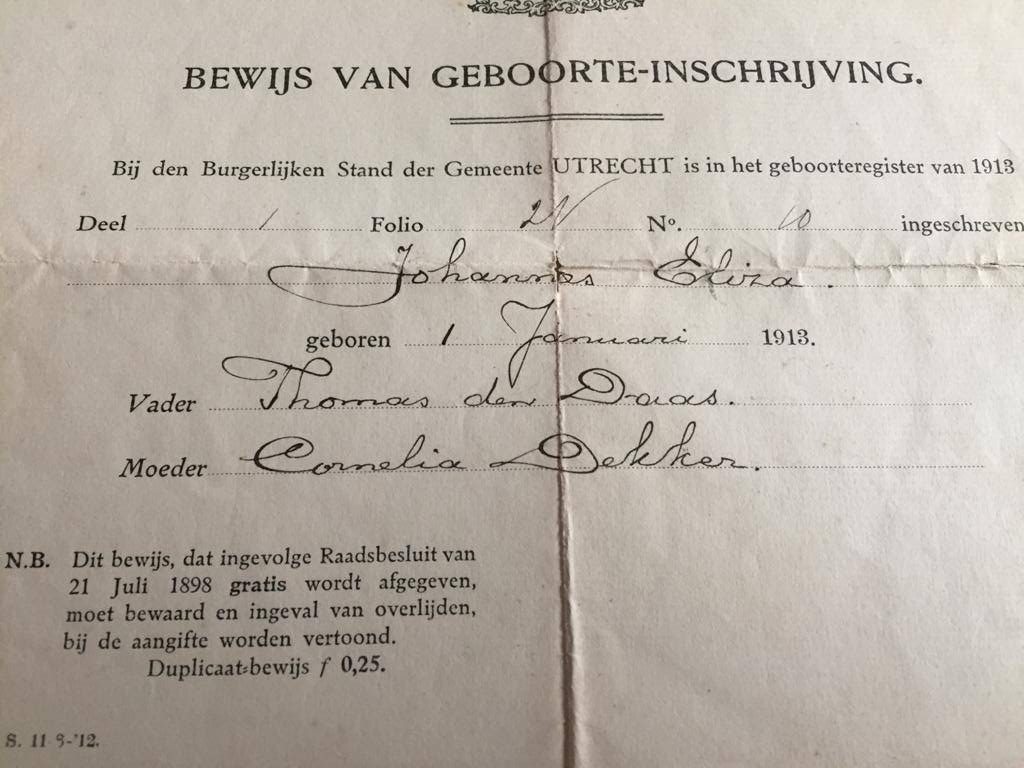 BEWIJS VAN GEBOORTE-INSCHRIJVING.
Bij den Burgerlijken Stand der Gemeente UTRECHT is in het geboorteregister van 1913
Deel 1 Folio 2V No. 10 ingeschreven
Johannes Eliza.
geboren 1 Januari 1913.
Vader Thomas den Daas.
Moeder Cornelia Dekker.
N.B. Dit bewijs, dat ingevolge Raadsbesluit van
21 Juli 1898 gratis wordt afgegeven,
moet bewaard en ingeval van overlijden,
bij de aangifte worden vertoond.
Duplicaat-bewijs f 0,25.
S. 11 -'12.